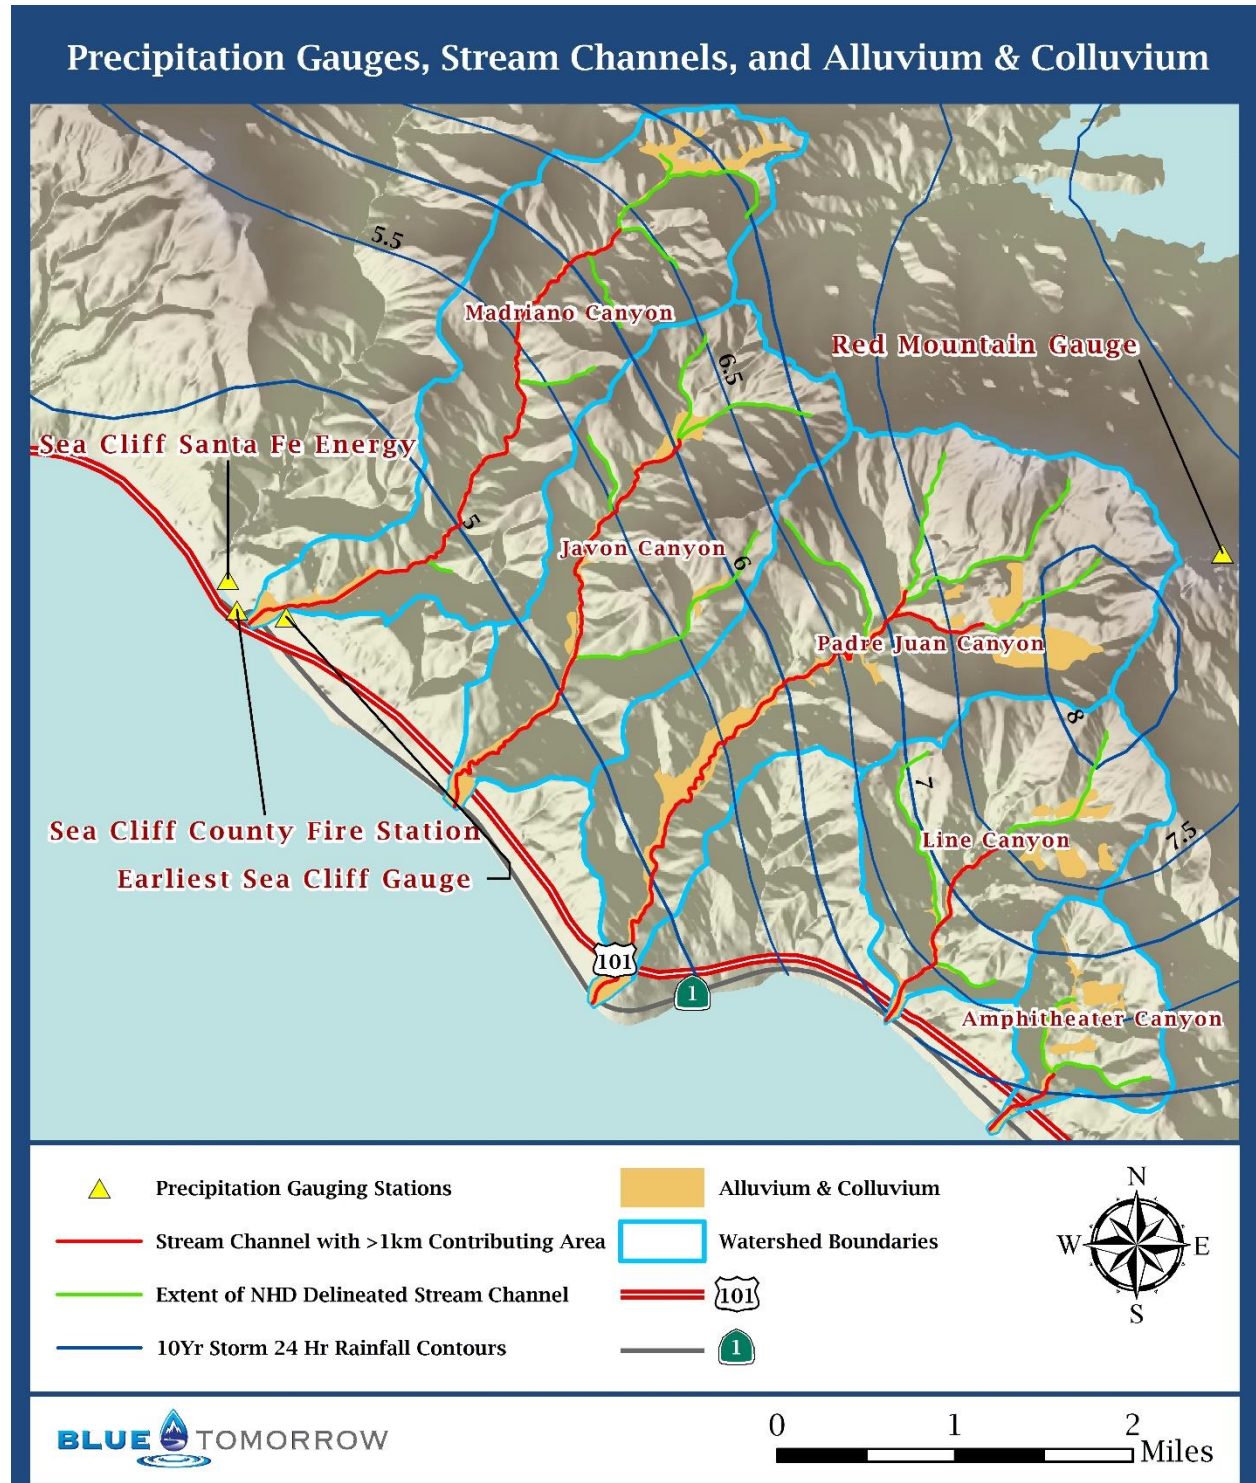 Precipitation Gauges, Stream Channels, and Alluvium & Colluvium
5.5
Madriano Canyon
Red Mountain Gauge
6.5
Sea Cliff Santa Fe Energy
5
Javon Canyon
6
Padre Juan Canyon
8
7
Sea Cliff County Fire Station
Line Canyon
7.5
Earliest Sea Cliff Gauge
101
1
Amphitheater Canyon
Precipitation Gauging Stations
Alluvium & Colluvium
Stream Channel with >1km Contributing Area
Watershed Boundaries
Extent of NHD Delineated Stream Channel
101
10Yr Storm 24 Hr Rainfall Contours
1
N
W E
S
BLUE TOMORROW
0 1 2
Miles